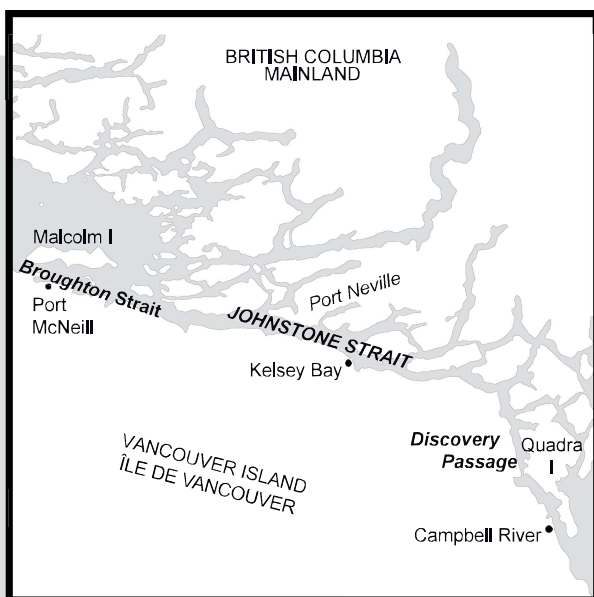 BRITISH COLUMBIA
MAINLAND
Malcolm I
Broughton Strait
Port
McNeill
Port Neville
JOHNSTONE STRAIT
Kelsey Bay
VANCOUVER ISLAND
ÎLE DE VANCOUVER
Discovery
Passage
Quadra
I
Campbell River